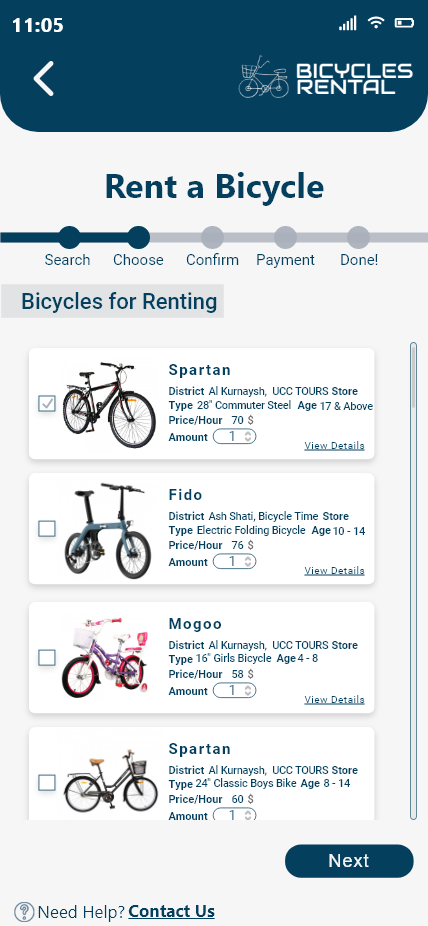 11:05
BICYCLES
RENTAL
Rent a Bicycle
Search Choose Confirm Payment Done!
Bicycles for Renting
Spartan
District Al Kurnaysh, UCC TOURS Store
Type 28" Commuter Steel Age 17 & Above
Price/Hour 70 $
Amount 1
View Details
Fido
District Ash Shati, Bicycle Time Store
Type Electric Folding Bicycle Age 10 - 14
Price/Hour 76 $
Amount 1
View Details
Mogoo
District Al Kurnaysh, UCC TOURS Store
Type 16" Girls Bicycle Age 4 - 8
Price/Hour 58 $
Amount 1
View Details
Spartan
District Al Kurnaysh, UCC TOURS Store
Type 24" Classic Boys Bike Age 8 - 14
Price/Hour 60 $
Amount 1
Next
? Need Help? Contact Us